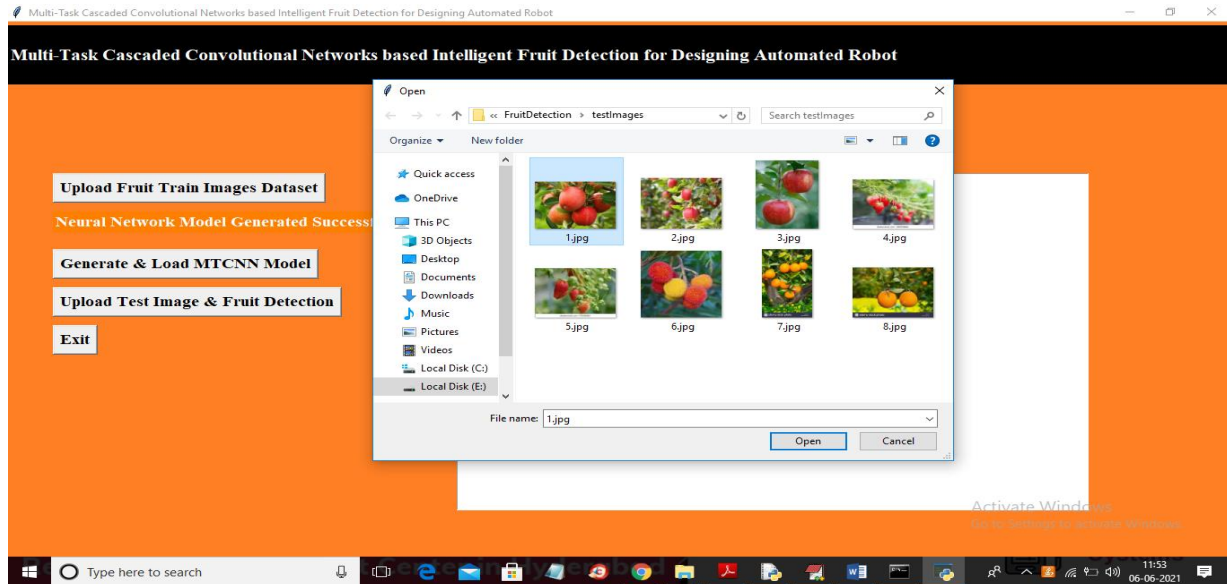 Multi-Task Cascaded Convolutional Networks based Intelligent Fruit Detection for Designing Automated Robot
Multi-Task Cascaded Convolutional Networks based Intelligent Fruit Detection for Designing Automated Robot
Open
« FruitDetection › testImages
Search testImages
Organize
New folder
Quick access
OneDrive
This PC
3D Objects
Desktop
Documents
Downloads
Music
Pictures
Videos
Local Disk (C:)
Local Disk (E:)
1.jpg
2.jpg
3.jpg
4.jpg
5.jpg
6.jpg
7.jpg
8.jpg
File name:
1.jpg
Open
Cancel
Upload Fruit Train Images Dataset
Neural Network Model Generated Success
Generate & Load MTCNN Model
Upload Test Image & Fruit Detection
Exit
Activate Windows
Go to Settings to activate Windows.
Type here to search
11:53
06-06-2021